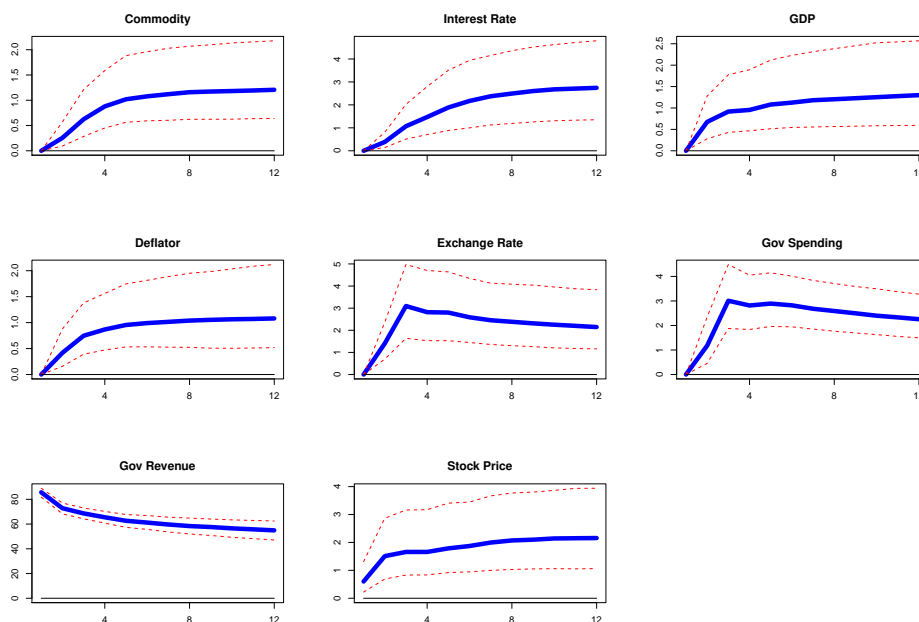 Commodity
0.0 0.5 1.0 1.5 2.0
4 8 12
Interest Rate
0 1 2 3 4
4 8 12
GDP
0.0 0.5 1.0 1.5 2.0 2.5
4 8 12
Deflator
0.0 0.5 1.0 1.5 2.0
4 8 12
Exchange Rate
0 1 2 3 4 5
4 8 12
Gov Spending
0 1 2 3 4
4 8 12
Gov Revenue
0 20 40 60 80
4 8 12
Stock Price
0 1 2 3 4
4 8 12